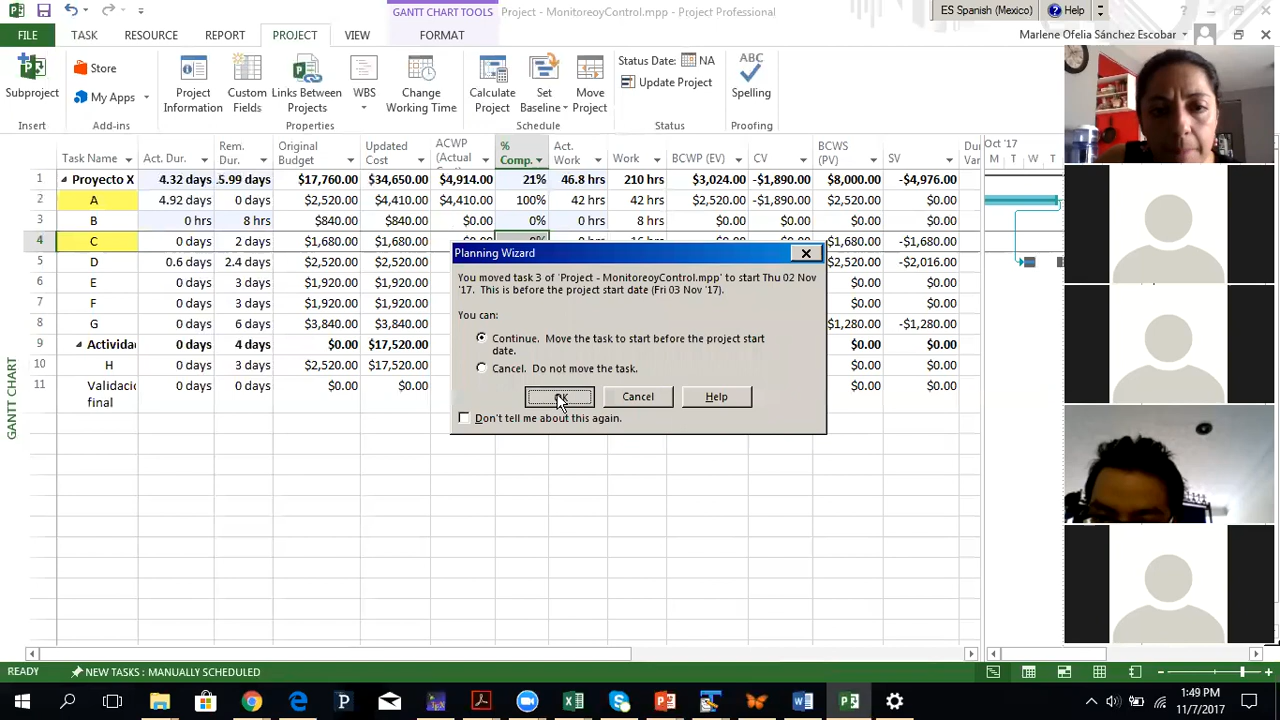 GANTT CHART TOOLS
Project - MonitoreoyControl.mpp - Project Professional
ES Spanish (Mexico)
Help
FILE TASK RESOURCE REPORT PROJECT VIEW FORMAT
Marlene Ofelia Sánchez Escobar
Subproject
Store
My Apps
Project
Information
Custom
Fields
Links Between
Projects
WBS
Change
Working Time
Calculate
Project
Set
Baseline
Move
Project
Status Date: NA
Update Project
ABC
Spelling
Insert Add-ins Properties Schedule Status Proofing
Task Name
Act. Dur.
Rem.
Dur.
Original
Budget
Updated
Cost
ACWP
(Actual
%
Comp.
Act.
Work
Work
BCWP (EV)
CV
BCWS
(PV)
SV
Du
Var
Oct '17
M T W T
1 Proyecto X 4.32 days .5.99 days $17,760.00 $34,650.00 $4,914.00 21% 46.8 hrs 210 hrs $3,024.00 -$1,890.00 $8,000.00 -$4,976.00
2 A 4.92 days 0 days $2,520.00 $4,410.00 $4,410.00 100% 42 hrs 42 hrs $2,520.00 -$1,890.00 $2,520.00 $0.00
3 B 0 hrs 8 hrs $840.00 $840.00 $0.00 0% 0 hrs 8 hrs $0.00 $0.00 $0.00 $0.00
4 C 0 days 2 days $1,680.00 $1,680.00 $0.00 0% 0 hrs 16 hrs $0.00 $0.00 $1,680.00 -$1,680.00
5 D 0.6 days 2.4 days $2,520.00 $2,520.00 $2,520.00 -$2,016.00
6 E 0 days 3 days $1,920.00 $1,920.00 $0.00 $0.00
7 F 0 days 3 days $1,920.00 $1,920.00 $0.00 $0.00
8 G 0 days 6 days $3,840.00 $3,840.00 $1,280.00 -$1,280.00
9 Actividad 0 days 4 days $0.00 $17,520.00 $0.00 $0.00
10 H 0 days 3 days $2,520.00 $17,520.00 $0.00 $0.00
11 Validacio
final 0 days 0 days $0.00 $0.00 $0.00 $0.00
Planning Wizard
You moved task 3 of 'Project - MonitoreoyControl.mpp' to start Thu 02 Nov
'17. This is before the project start date (Fri 03 Nov '17).
You can:
Continue. Move the task to start before the project start
date.
Cancel. Do not move the task.
OK Cancel Help
Don't tell me about this again.
GANTT CHART
READY
NEW TASKS : MANUALLY SCHEDULED
1:49 PM
11/7/2017